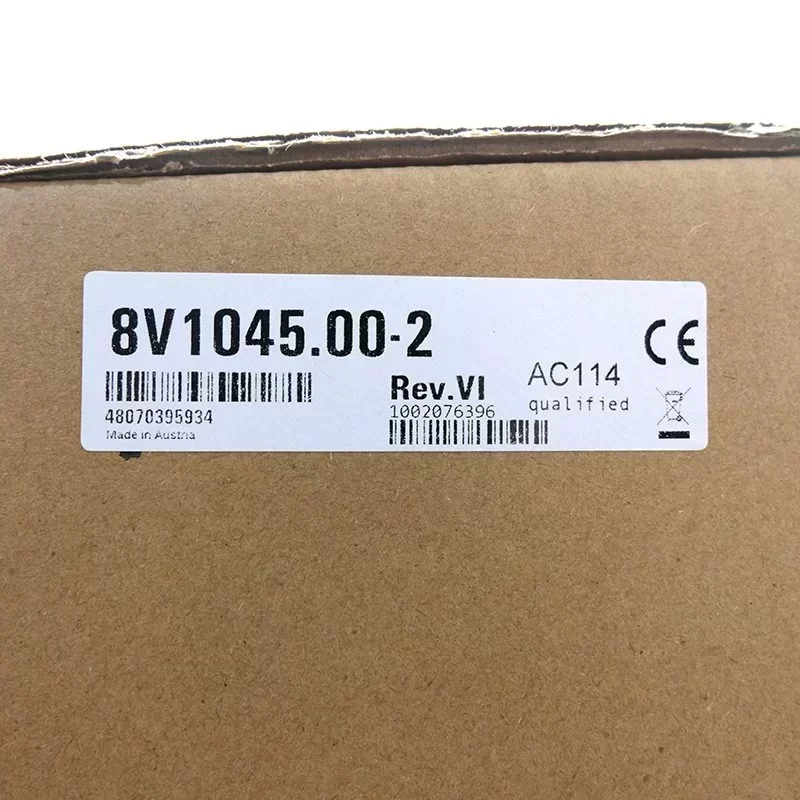 8V1045.00-2
CE
48070395934
Made in Austria
Rev.VI
1002076396
AC114
qualified